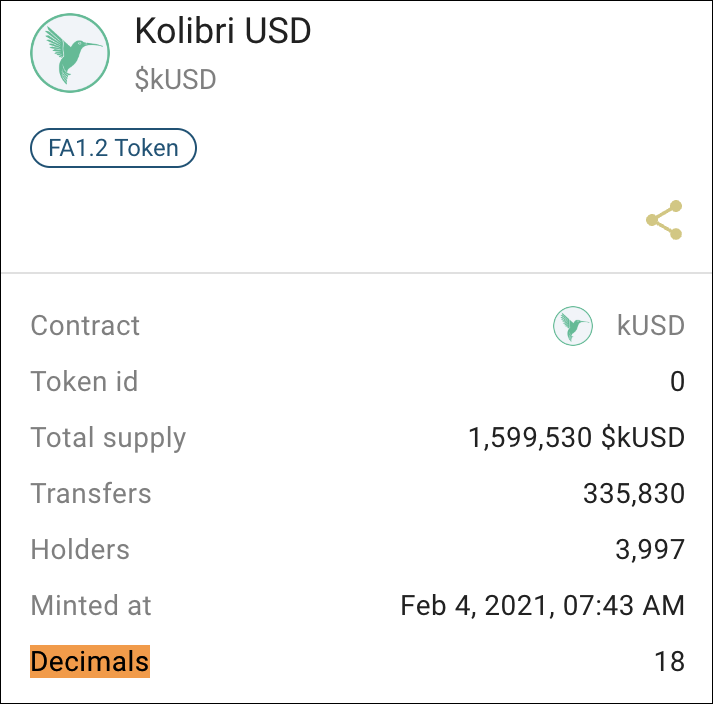 Kolibri USD
$kUSD
FA1.2 Token
Contract kUSD
Token id 0
Total supply 1,599,530 $kUSD
Transfers 335,830
Holders 3,997
Minted at Feb 4, 2021, 07:43 AM
Decimals 18